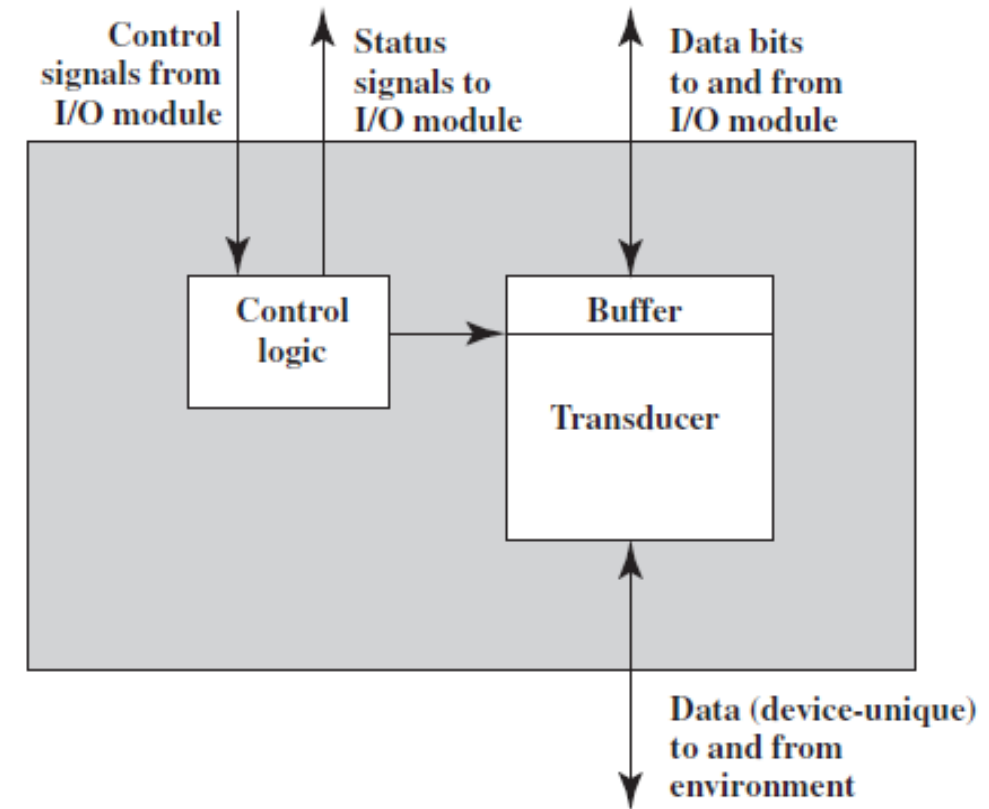 Control
signals from
I/O module
Status
signals to
I/O module
Data bits
to and from
I/O module
Control
logic
Buffer
Transducer
Data (device-unique)
to and from
environment